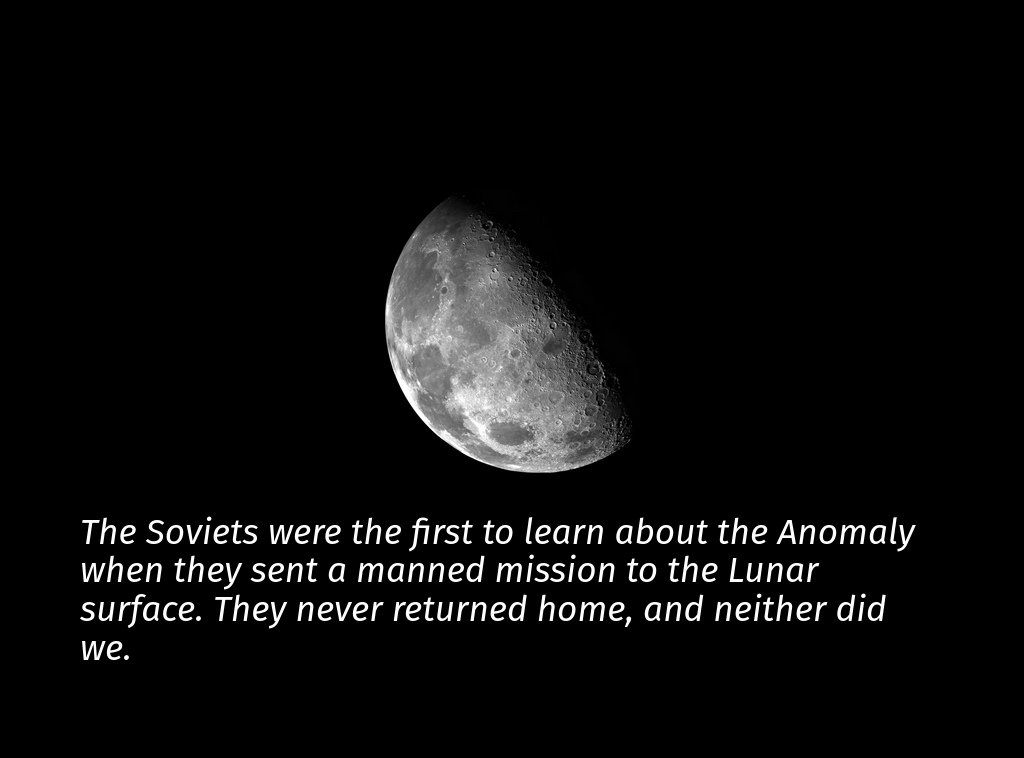 The Soviets were the first to learn about the Anomaly
when they sent a manned mission to the Lunar
surface. They never returned home, and neither did
we.